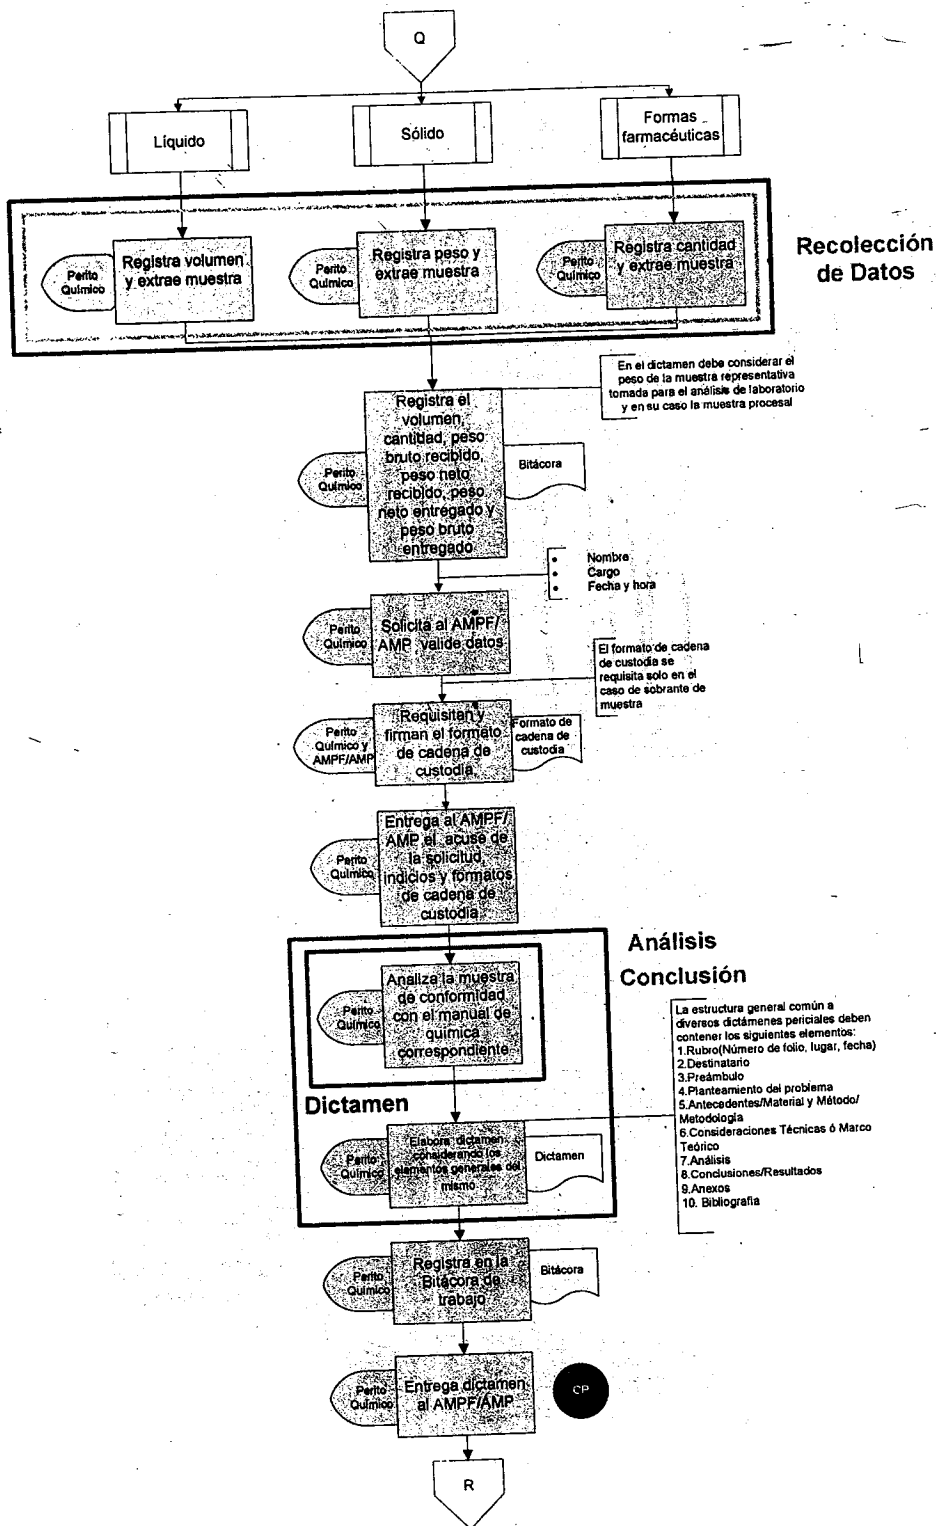 Q
Líquido
Sólido
Formas
farmacéuticas
Recolección
de Datos
Perito
Químico
Registra volumen
y extrae muestra
Perito
Químico
Registra peso y
extrae muestra
Perito
Químico
Registra cantidad
y extrae muestra
En el dictamen debe considerar el
peso de la muestra representativa
tomada para el análisis de laboratorio
y en su caso la muestra procesal
Perito
Químico
Registra el
volumen,
cantidad, peso
bruto recibido,
peso neto
recibido, peso
neto entregado y
peso bruto
entregado
Bitácora
• Nombre
• Cargo
• Fecha y hora
Perito
Químico
Solicita al AMPF/
AMP valide datos
El formato de cadena
de custodia se
requisita solo en el
caso de sobrante de
muestra
Perito
Químico y
AMPF/AMP
Requisitan y
firman el formato
de cadena de
custodia.
Formato de
cadena de
custodia
Perito
Químico
Entrega al AMPF/
AMP el acuse de
la solicitud,
indicios y formatos
de cadena de
custodia
Análisis
Conclusión
Perito
Químico
Analiza la muestra
de conformidad
con el manual de
química
correspondiente
La estructura general común a
diversos dictámenes periciales deben
contener los siguientes elementos:
1.Rubro(Número de folio, lugar, fecha)
2.Destinatario
3.Preámbulo
4.Planteamiento del problema
5.Antecedentes/Material y Método/
Metodología
6.Consideraciones Técnicas ó Marco
Teórico
7.Análisis
8.Conclusiones/Resultados
9.Anexos
10. Bibliografía
Dictamen
Perito
Químico
Elabora dictamen
considerando los
elementos generales del
mismo
Dictamen
Perito
Químico
Registra en la
Bitácora de
trabajo
Bitácora
Perito
Químico
Entrega dictamen
al AMPF/AMP
CP
R